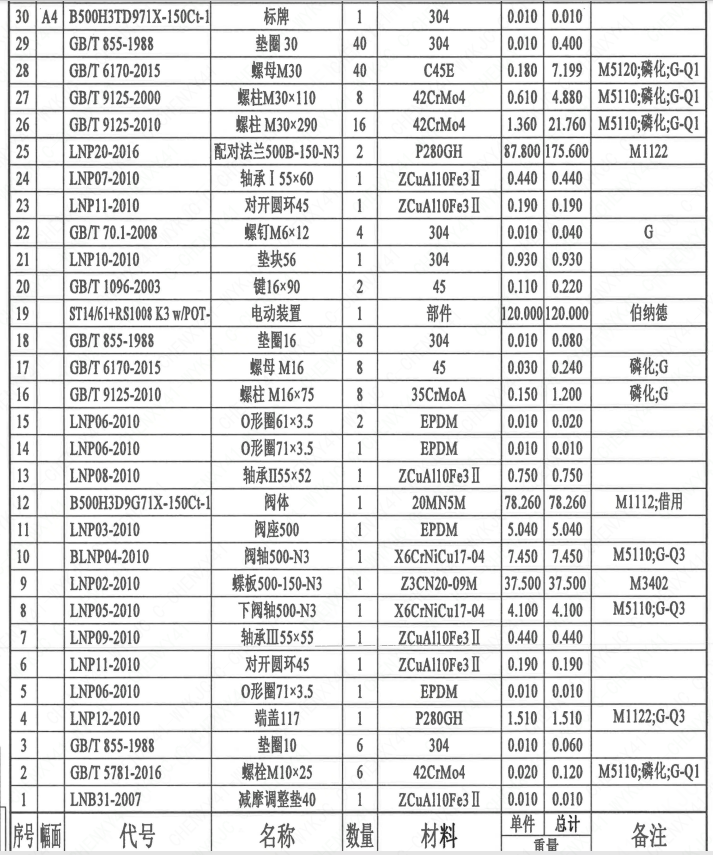 30 A4 B500H3TD971X-150Ct-1 标牌 1 304 0.010 0.010
29 GB/T 855-1988 垫圈 30 40 304 0.010 0.400
28 GB/T 6170-2015 螺母M30 40 C45E 0.180 7.199 M5120;磷化;G-Q1
27 GB/T 9125-2000 螺柱M30×110 8 42CrMo4 0.610 4.880 M5110;磷化;G-Q1
26 GB/T 9125-2010 螺柱 M30×290 16 42CrMo4 1.360 21.760 M5110;磷化;G-Q1
25 LNP20-2016 配对法兰500B-150-N3 2 P280GH 87.800 175.600 M1122
24 LNP07-2010 轴承Ⅰ55×60 1 ZCuAl10Fe3Ⅱ 0.440 0.440
23 LNP11-2010 对开圆环45 1 ZCuAl10Fe3Ⅱ 0.190 0.190
22 GB/T 70.1-2008 螺钉M6×12 4 304 0.010 0.040 G
21 LNP10-2010 垫块56 1 304 0.930 0.930
20 GB/T 1096-2003 键16×90 2 45 0.110 0.220
19 ST14/61+RS1008 K3 w/POT- 电动装置 1 部件 120.000 120.000 伯纳德
18 GB/T 855-1988 垫圈16 8 304 0.010 0.080
17 GB/T 6170-2015 螺母 M16 8 45 0.030 0.240 磷化;G
16 GB/T 9125-2010 螺柱 M16×75 8 35CrMoA 0.150 1.200 磷化;G
15 LNP06-2010 O形圈61×3.5 2 EPDM 0.010 0.020
14 LNP06-2010 O形圈71×3.5 1 EPDM 0.010 0.010
13 LNP08-2010 轴承II55×52 1 ZCuAl10Fe3Ⅱ 0.750 0.750
12 B500H3D9G71X-150Ct-1 阀体 1 20MN5M 78.260 78.260 M1112;借用
11 LNP03-2010 阀座500 1 EPDM 5.040 5.040
10 BLNP04-2010 阀轴500-N3 1 X6CrNiCu17-04 7.450 7.450 M5110;G-Q3
9 LNP02-2010 蝶板500-150-N3 1 Z3CN20-09M 37.500 37.500 M3402
8 LNP05-2010 下阀轴500-N3 1 X6CrNiCu17-04 4.100 4.100 M5110;G-Q3
7 LNP09-2010 轴承Ⅲ55×55 1 ZCuAl10Fe3Ⅱ 0.440 0.440
6 LNP11-2010 对开圆环45 1 ZCuAl10Fe3Ⅱ 0.190 0.190
5 LNP06-2010 O形圈71×3.5 1 EPDM 0.010 0.010
4 LNP12-2010 端盖117 1 P280GH 1.510 1.510 M1122;G-Q3
3 GB/T 855-1988 垫圈10 6 304 0.010 0.060
2 GB/T 5781-2016 螺栓M10×25 6 42CrMo4 0.020 0.120 M5110;磷化;G-Q1
1 LNB31-2007 减摩调整垫40 1 ZCuAl10Fe3Ⅱ 0.010 0.010
序号 幅面 代号 名称 数量 材料 单件 总计 备注
重量